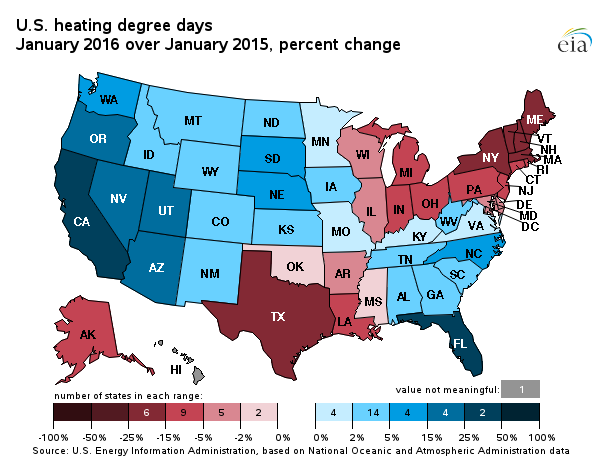 U.S. heating degree days
January 2016 over January 2015, percent change
eia
WA
OR
CA
NV
ID
MT
WY
UT
AZ
CO
NM
ND
SD
NE
KS
OK
TX
MN
IA
MO
AR
LA
WI
IL
MI
IN
OH
KY
TN
MS
AL
GA
FL
SC
NC
VA
WV
PA
NY
ME
VT
NH
MA
RI
CT
NJ
DE
MD
DC
AK
HI
number of states in each range:
value not meaningful: 1
6 9 5 2 4 14 4 4 2
-100% -50% -25% -15% -5% -2% 0% 0% 2% 5% 15% 25% 50% 100%
Source: U.S. Energy Information Administration, based on National Oceanic and Atmospheric Administration data